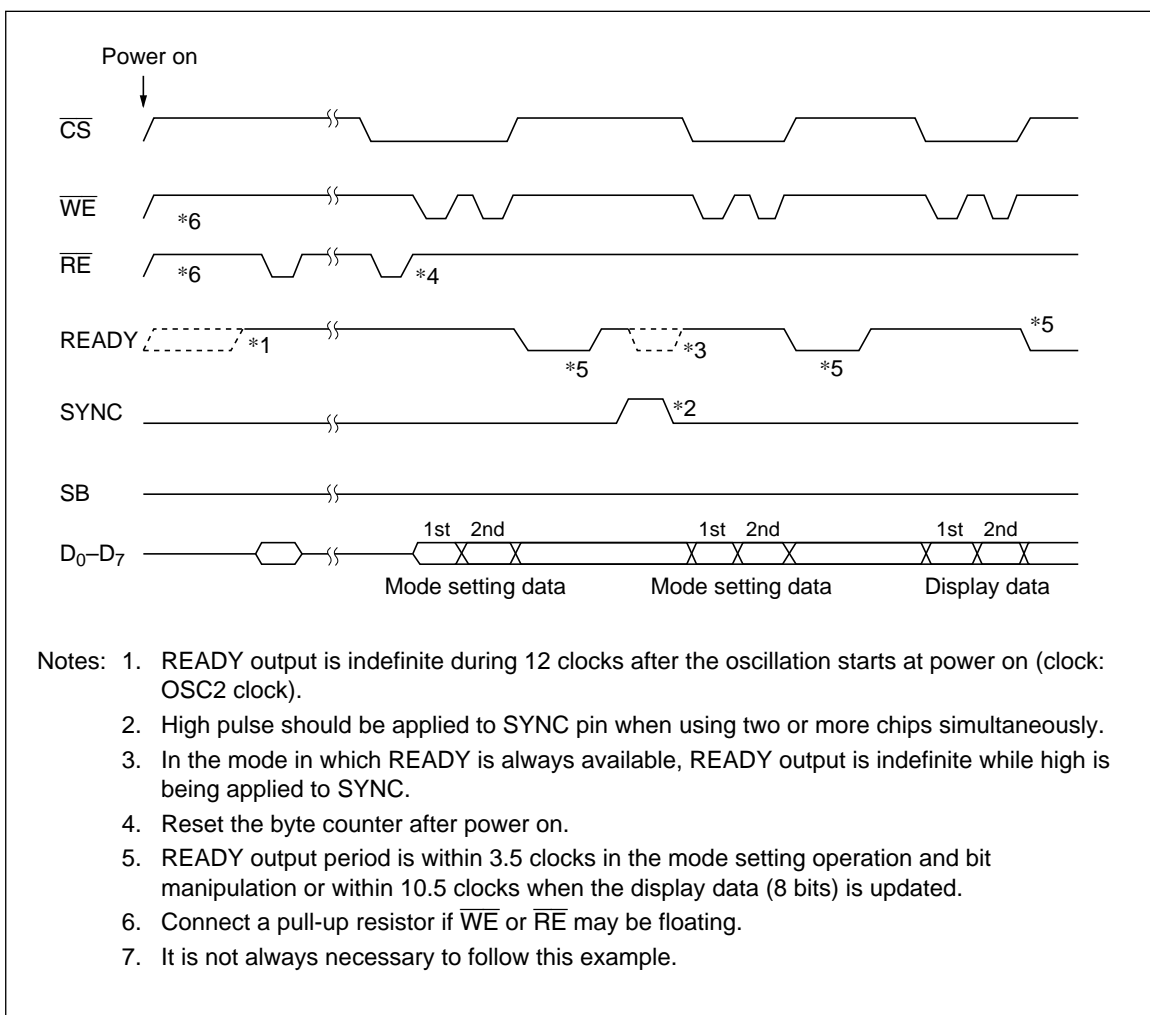 Power on
C̅S̅
W̅E̅
*6
R̅E̅
*6
*4
READY
*1
*5
*3
*5
*5
SYNC
*2
SB
D₀–D₇
1st 2nd
1st 2nd
1st 2nd
Mode setting data
Mode setting data
Display data
Notes: 1. READY output is indefinite during 12 clocks after the oscillation starts at power on (clock:
OSC2 clock).
2. High pulse should be applied to SYNC pin when using two or more chips simultaneously.
3. In the mode in which READY is always available, READY output is indefinite while high is
being applied to SYNC.
4. Reset the byte counter after power on.
5. READY output period is within 3.5 clocks in the mode setting operation and bit
manipulation or within 10.5 clocks when the display data (8 bits) is updated.
6. Connect a pull-up resistor if W̅E̅ or R̅E̅ may be floating.
7. It is not always necessary to follow this example.